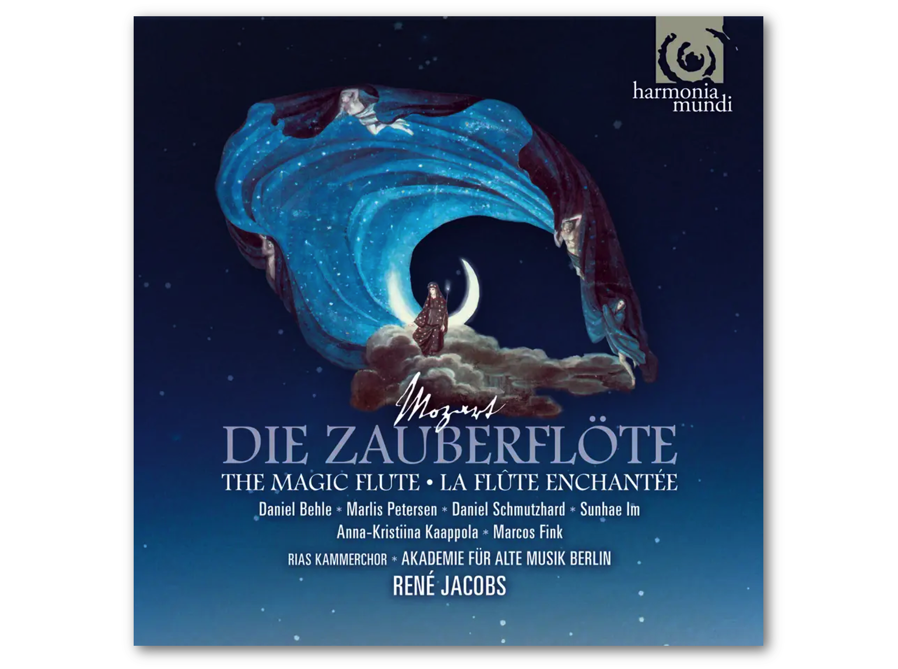 harmonia
mundi
Mozart
DIE ZAUBERFLÖTE
THE MAGIC FLUTE • LA FLÛTE ENCHANTÉE
Daniel Behle * Marlis Petersen * Daniel Schmutzhard * Sunhae Im
Anna-Kristiina Kaappola * Marcos Fink
RIAS KAMMERCHOR * AKADEMIE FÜR ALTE MUSIK BERLIN
RENÉ JACOBS